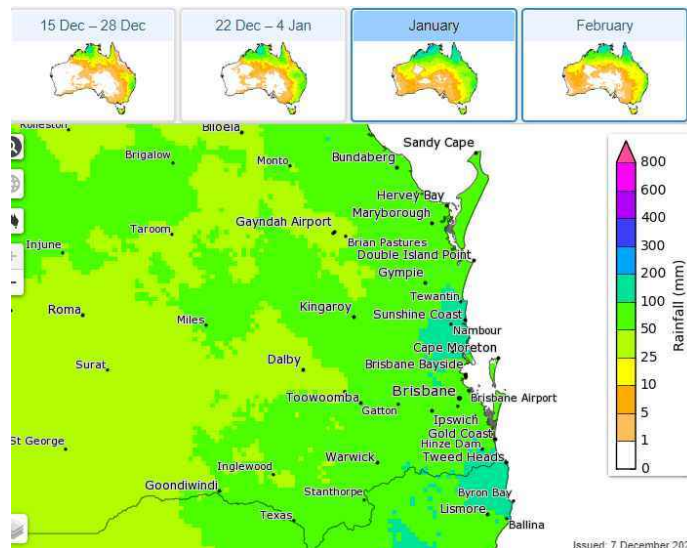 15 Dec – 28 Dec
22 Dec – 4 Jan
January
February
Rolleston
Biloela
Sandy Cape
Brigalow
Monto
Bundaberg
Hervey Bay
Maryborough
Taroom
Gayndah Airport
Brian Pastures
Injune
Double Island Point
Gympie
Tewantin
Roma
Kingaroy
Sunshine Coast
Miles
Nambour
Cape Moreton
Surat
Dalby
Brisbane Bayside
Brisbane
Brisbane Airport
Toowoomba
Gatton
Ipswich
Gold Coast
St George
Hinze Dam
Warwick
Tweed Heads
Inglewood
Goondiwindi
Stanthorpe
Byron Bay
Texas
Lismore
Ballina
800
600
400
300
200
100
50
25
10
5
1
0
Rainfall (mm)
Issued: 7 December